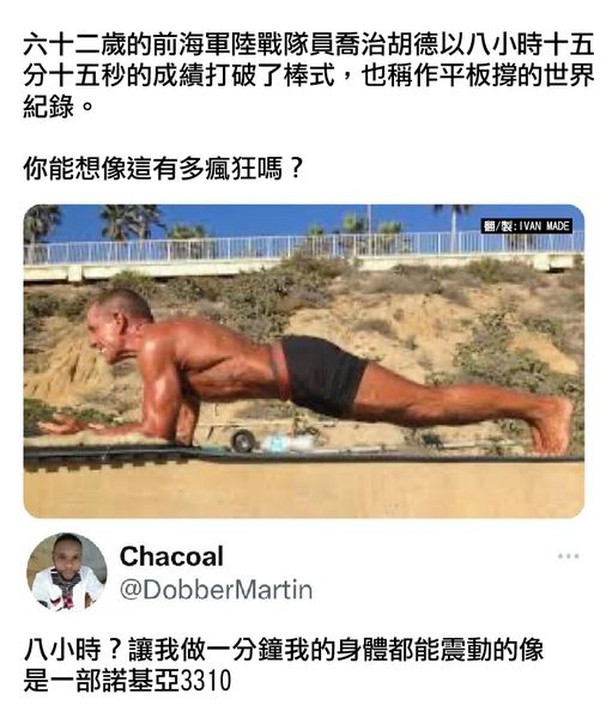 六十二歲的前海軍陸戰隊員喬治胡德以八小時十五
分十五秒的成績打破了棒式，也稱作平板撐的世界
紀錄。
你能想像這有多瘋狂嗎？
翻/製:IVAN MADE
Chacoal
@DobberMartin
八小時？讓我做一分鐘我的身體都能震動的像
是一部諾基亞3310